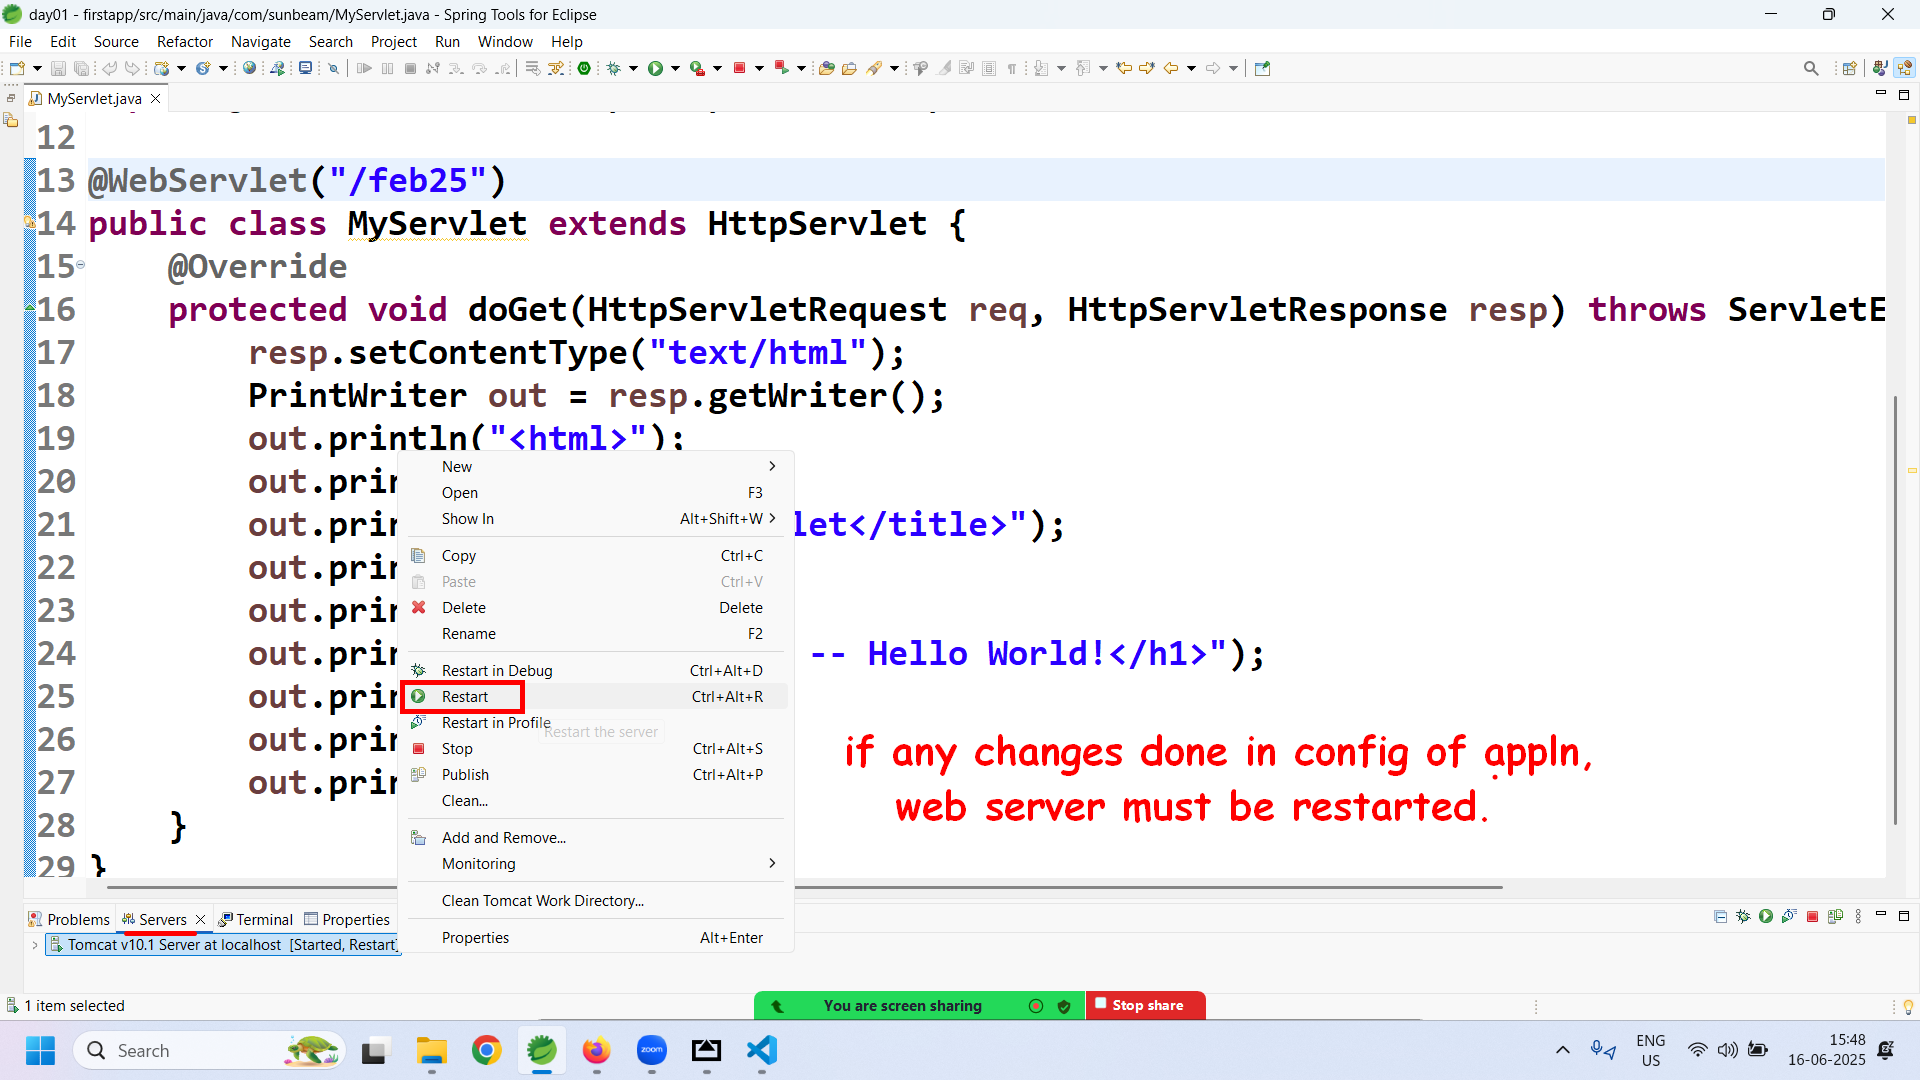 day01 - firstapp/src/main/java/com/sunbeam/MyServlet.java - Spring Tools for Eclipse
File Edit Source Refactor Navigate Search Project Run Window Help
MyServlet.java
12
13 @WebServlet("/feb25")
14 public class MyServlet extends HttpServlet {
15 @Override
16 protected void doGet(HttpServletRequest req, HttpServletResponse resp) throws ServletE
17 resp.setContentType("text/html");
18 PrintWriter out = resp.getWriter();
19 out.println("<html>");
20 out.prin
21 out.prin let</title>");
22 out.prin
23 out.prin
24 out.prin -- Hello World!</h1>");
25 out.prin
26 out.prin
27 out.prin
28 }
29 }
New
Open F3
Show In Alt+Shift+W
Copy Ctrl+C
Paste Ctrl+V
Delete Delete
Rename F2
Restart in Debug Ctrl+Alt+D
Restart Ctrl+Alt+R
Restart in Profile
Restart the server
Stop Ctrl+Alt+S
Publish Ctrl+Alt+P
Clean...
Add and Remove...
Monitoring
Clean Tomcat Work Directory...
Properties Alt+Enter
if any changes done in config of appln,
web server must be restarted.
Problems Servers Terminal Properties
Tomcat v10.1 Server at localhost [Started, Restart]
1 item selected
You are screen sharing Stop share
Search
zoom
ENG
US
15:48
16-06-2025